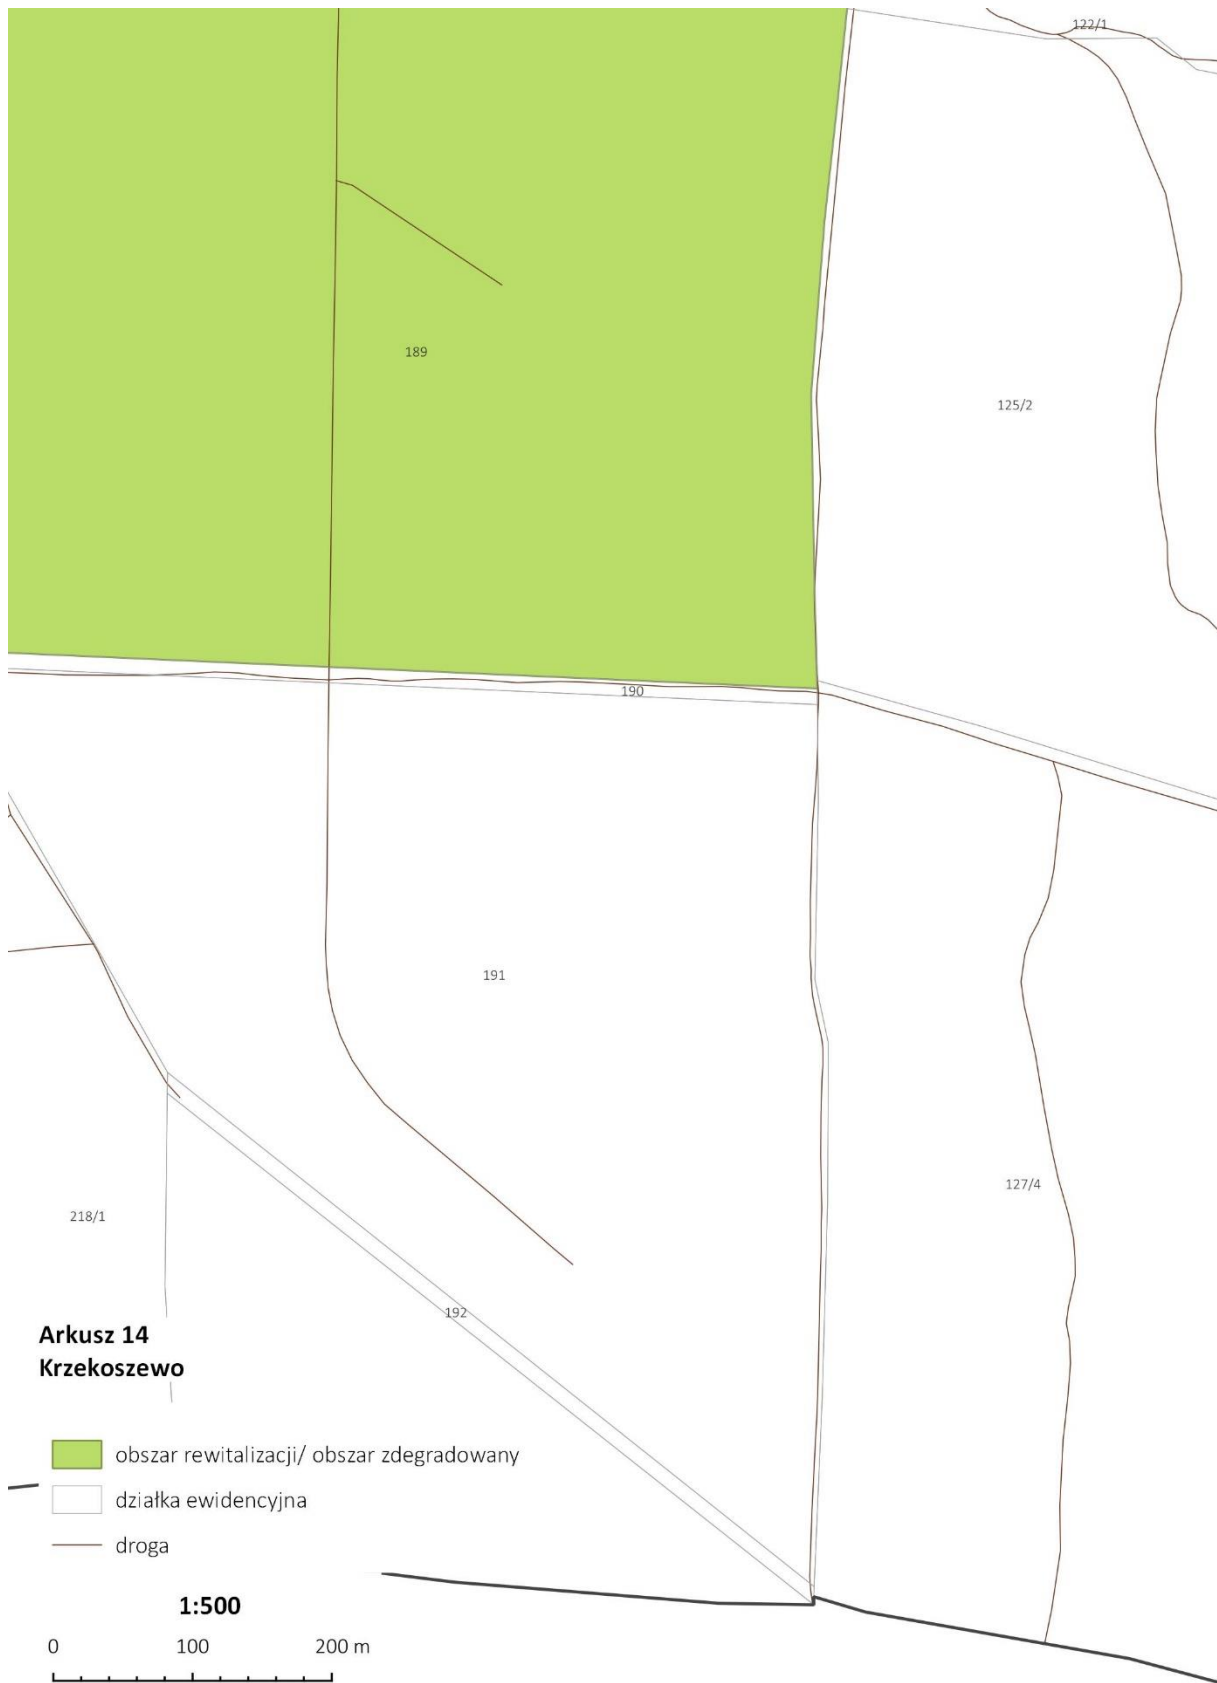 122/1
189
125/2
190
191
127/4
218/1
192
Arkusz 14
Krzekoszewo
obszar rewitalizacji/ obszar zdegradowany
działka ewidencyjna
droga
1:500
0 100 200 m